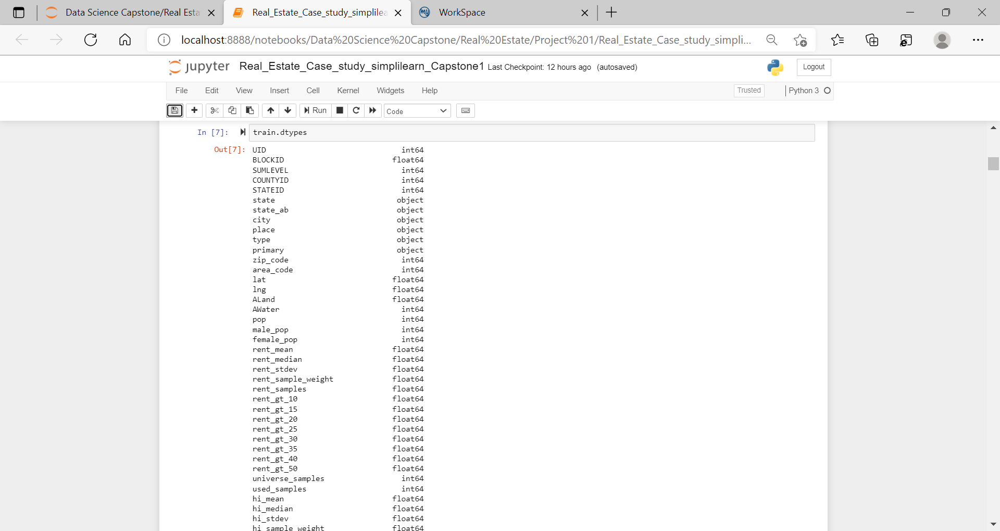 Data Science Capstone/Real Esta
Real_Estate_Case_study_simplilea
my WorkSpace
localhost:8888/notebooks/Data%20Science%20Capstone/Real%20Estate/Project%201/Real_Estate_Case_study_simpli...
jupyter Real_Estate_Case_study_simplilearn_Capstone1 Last Checkpoint: 12 hours ago (autosaved) Logout
File Edit View Insert Cell Kernel Widgets Help Trusted Python 3
Run Code
In [7]: train.dtypes
Out[7]: UID int64
BLOCKID float64
SUMLEVEL int64
COUNTYID int64
STATEID int64
state object
state_ab object
city object
place object
type object
primary object
zip_code int64
area_code int64
lat float64
lng float64
ALand float64
AWater int64
pop int64
male_pop int64
female_pop int64
rent_mean float64
rent_median float64
rent_stdev float64
rent_sample_weight float64
rent_samples float64
rent_gt_10 float64
rent_gt_15 float64
rent_gt_20 float64
rent_gt_25 float64
rent_gt_30 float64
rent_gt_35 float64
rent_gt_40 float64
rent_gt_50 float64
universe_samples int64
used_samples int64
hi_mean float64
hi_median float64
hi_stdev float64
hi_sample_weight float64